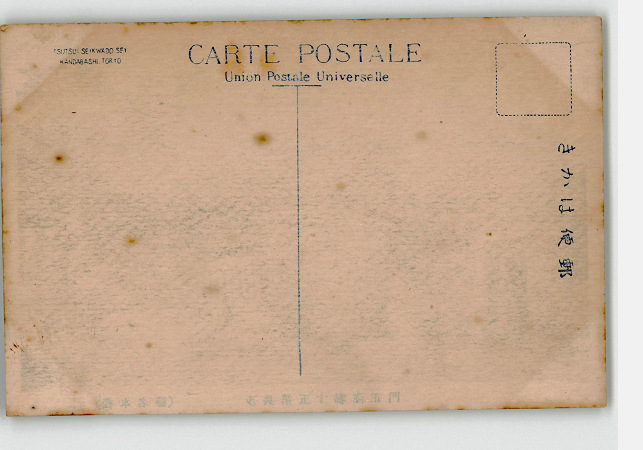 TSUTSUI SEIKWADO SEI
KANDABASHI, TOKYO
CARTE POSTALE
Union Postale Universelle
きかは便郵